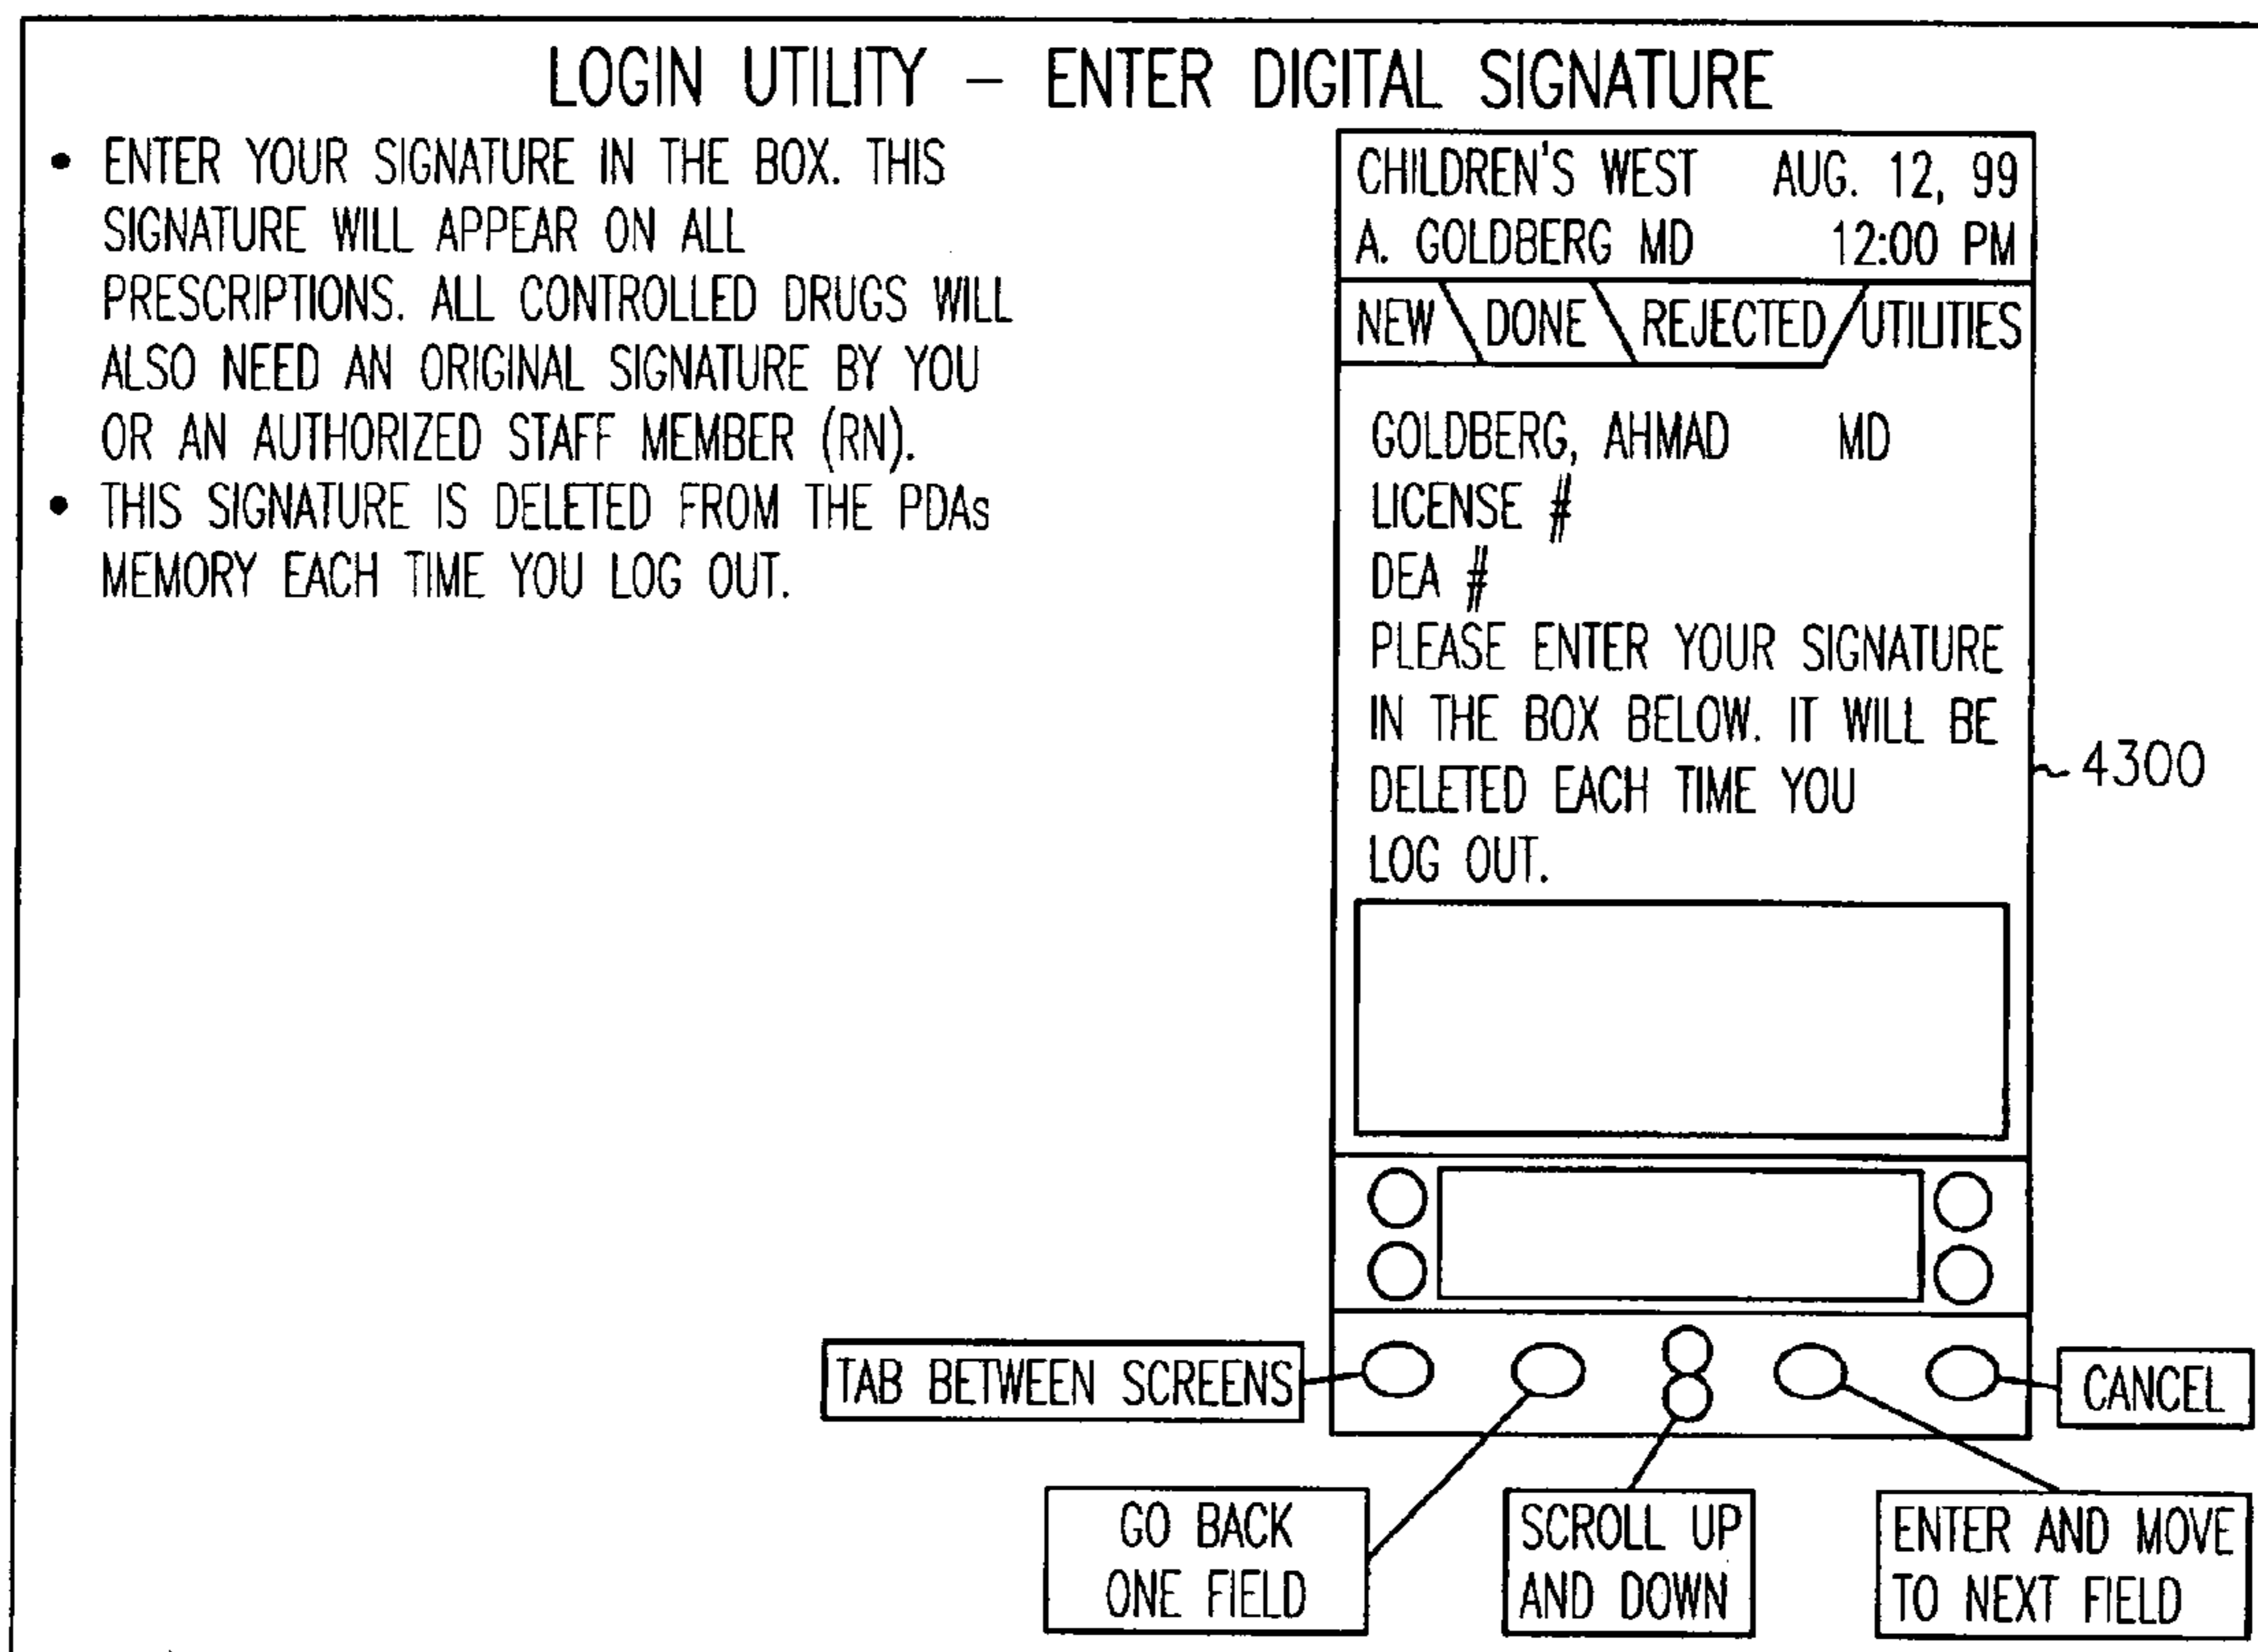 LOGIN UTILITY – ENTER DIGITAL SIGNATURE
• ENTER YOUR SIGNATURE IN THE BOX. THIS
SIGNATURE WILL APPEAR ON ALL
PRESCRIPTIONS. ALL CONTROLLED DRUGS WILL
ALSO NEED AN ORIGINAL SIGNATURE BY YOU
OR AN AUTHORIZED STAFF MEMBER (RN).
• THIS SIGNATURE IS DELETED FROM THE PDAs
MEMORY EACH TIME YOU LOG OUT.
CHILDREN'S WEST AUG. 12, 99
A. GOLDBERG MD 12:00 PM
NEW DONE REJECTED UTILITIES
GOLDBERG, AHMAD MD
LICENSE #
DEA #
PLEASE ENTER YOUR SIGNATURE
IN THE BOX BELOW. IT WILL BE
DELETED EACH TIME YOU
LOG OUT.
4300
TAB BETWEEN SCREENS
CANCEL
GO BACK
ONE FIELD
SCROLL UP
AND DOWN
ENTER AND MOVE
TO NEXT FIELD